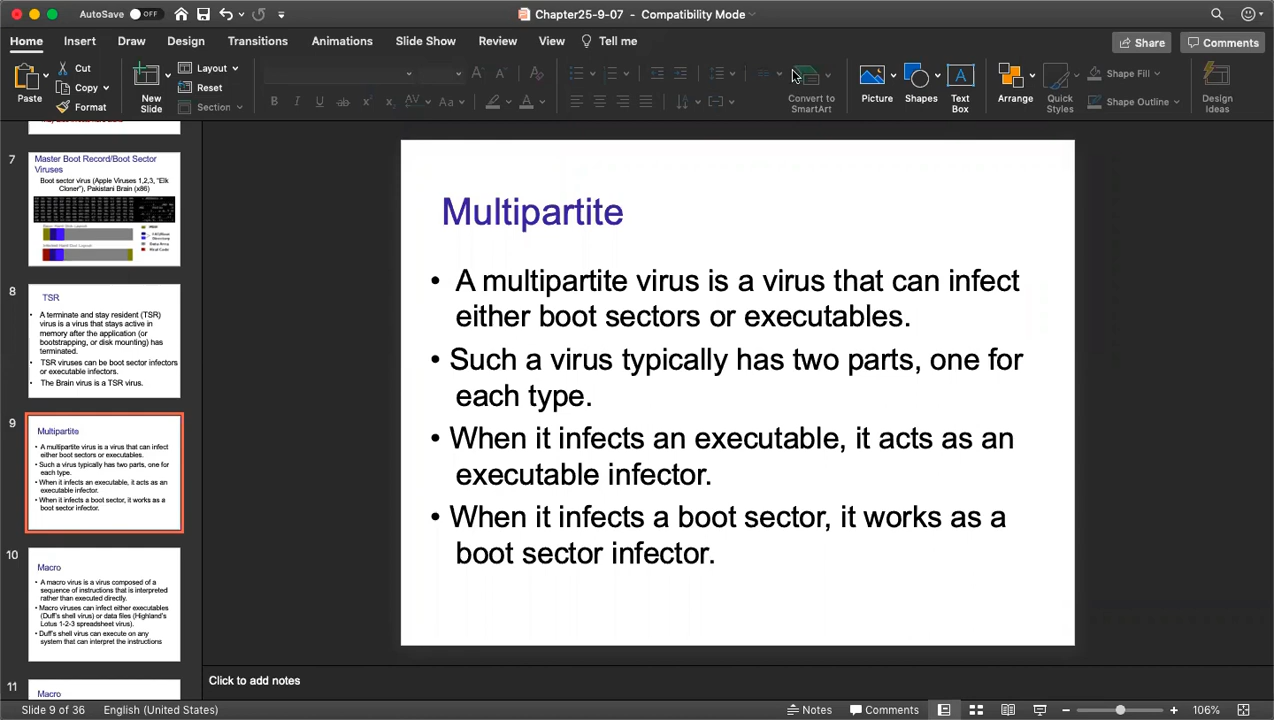 AutoSave OFF
Chapter25-9-07 - Compatibility Mode
Home Insert Draw Design Transitions Animations Slide Show Review View Tell me
Share Comments
Paste
Cut
Copy
Format
New
Slide
Layout
Reset
Section
Convert to
SmartArt
Picture
Shapes
Text
Box
Arrange
Quick
Styles
Shape Fill
Shape Outline
Design
Ideas
7
Master Boot Record/Boot Sector
Viruses
Boot sector virus (Apple Viruses 1,2,3, “Elk
Cloner”), Pakistani Brain (x86)
8
TSR
• A terminate and stay resident (TSR)
virus is a virus that stays active in
memory after the application (or
bootstrapping, or disk mounting) has
terminated.
• TSR viruses can be boot sector infectors
or executable infectors.
• The Brain virus is a TSR virus.
9
Multipartite
• A multipartite virus is a virus that can infect
either boot sectors or executables.
• Such a virus typically has two parts, one for
each type.
• When it infects an executable, it acts as an
executable infector.
• When it infects a boot sector, it works as a
boot sector infector.
10
Macro
• A macro virus is a virus composed of a
sequence of instructions that is interpreted
rather than executed directly.
• Macro viruses can infect either executables
(Duff’s shell virus) or data files (Highland’s
Lotus 1-2-3 spreadsheet virus).
• Duff’s shell virus can execute on any
system that can interpret the instructions
11
Macro
Multipartite
• A multipartite virus is a virus that can infect
either boot sectors or executables.
• Such a virus typically has two parts, one for
each type.
• When it infects an executable, it acts as an
executable infector.
• When it infects a boot sector, it works as a
boot sector infector.
Click to add notes
Slide 9 of 36 English (United States)
Notes Comments 106%